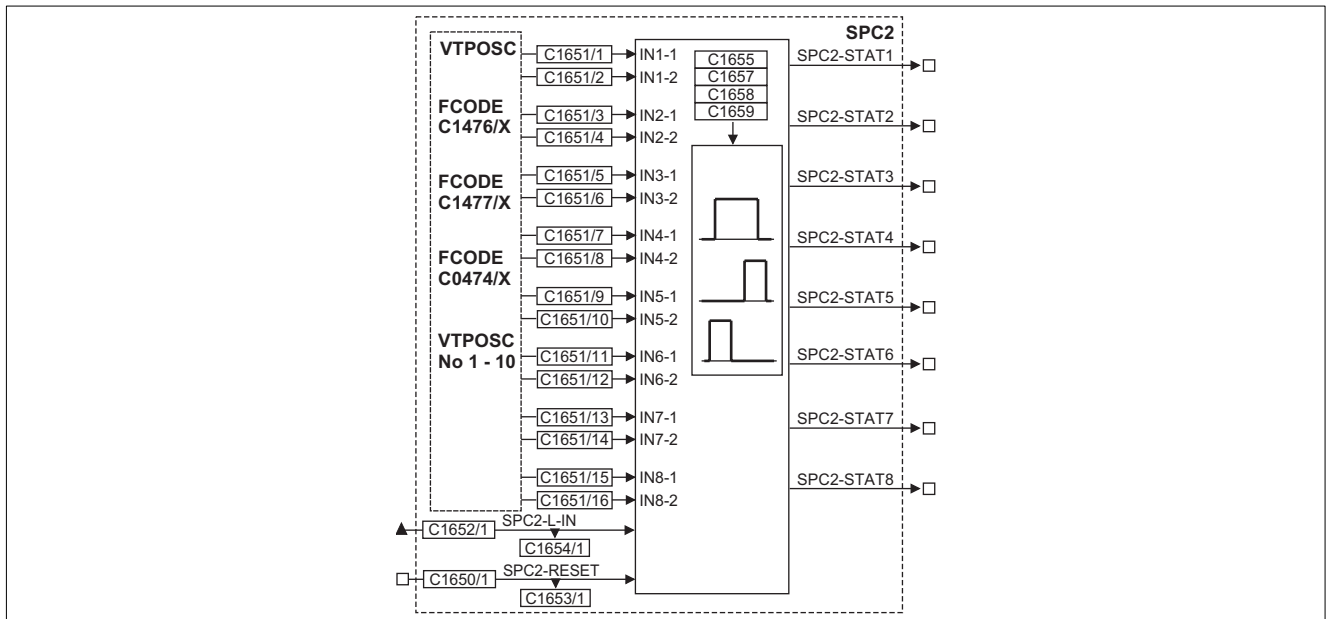 SPC2
VTPOSC
C1651/1
IN1-1
C1655
SPC2-STAT1
C1651/2
IN1-2
C1657
C1658
FCODE
C1476/X
C1651/3
IN2-1
C1659
SPC2-STAT2
C1651/4
IN2-2
FCODE
C1477/X
C1651/5
IN3-1
SPC2-STAT3
C1651/6
IN3-2
C1651/7
IN4-1
SPC2-STAT4
FCODE
C0474/X
C1651/8
IN4-2
C1651/9
IN5-1
SPC2-STAT5
C1651/10
IN5-2
VTPOSC
No 1 - 10
C1651/11
IN6-1
SPC2-STAT6
C1651/12
IN6-2
C1651/13
IN7-1
SPC2-STAT7
C1651/14
IN7-2
C1651/15
IN8-1
SPC2-STAT8
C1651/16
IN8-2
C1652/1
SPC2-L-IN
C1654/1
C1650/1
SPC2-RESET
C1653/1